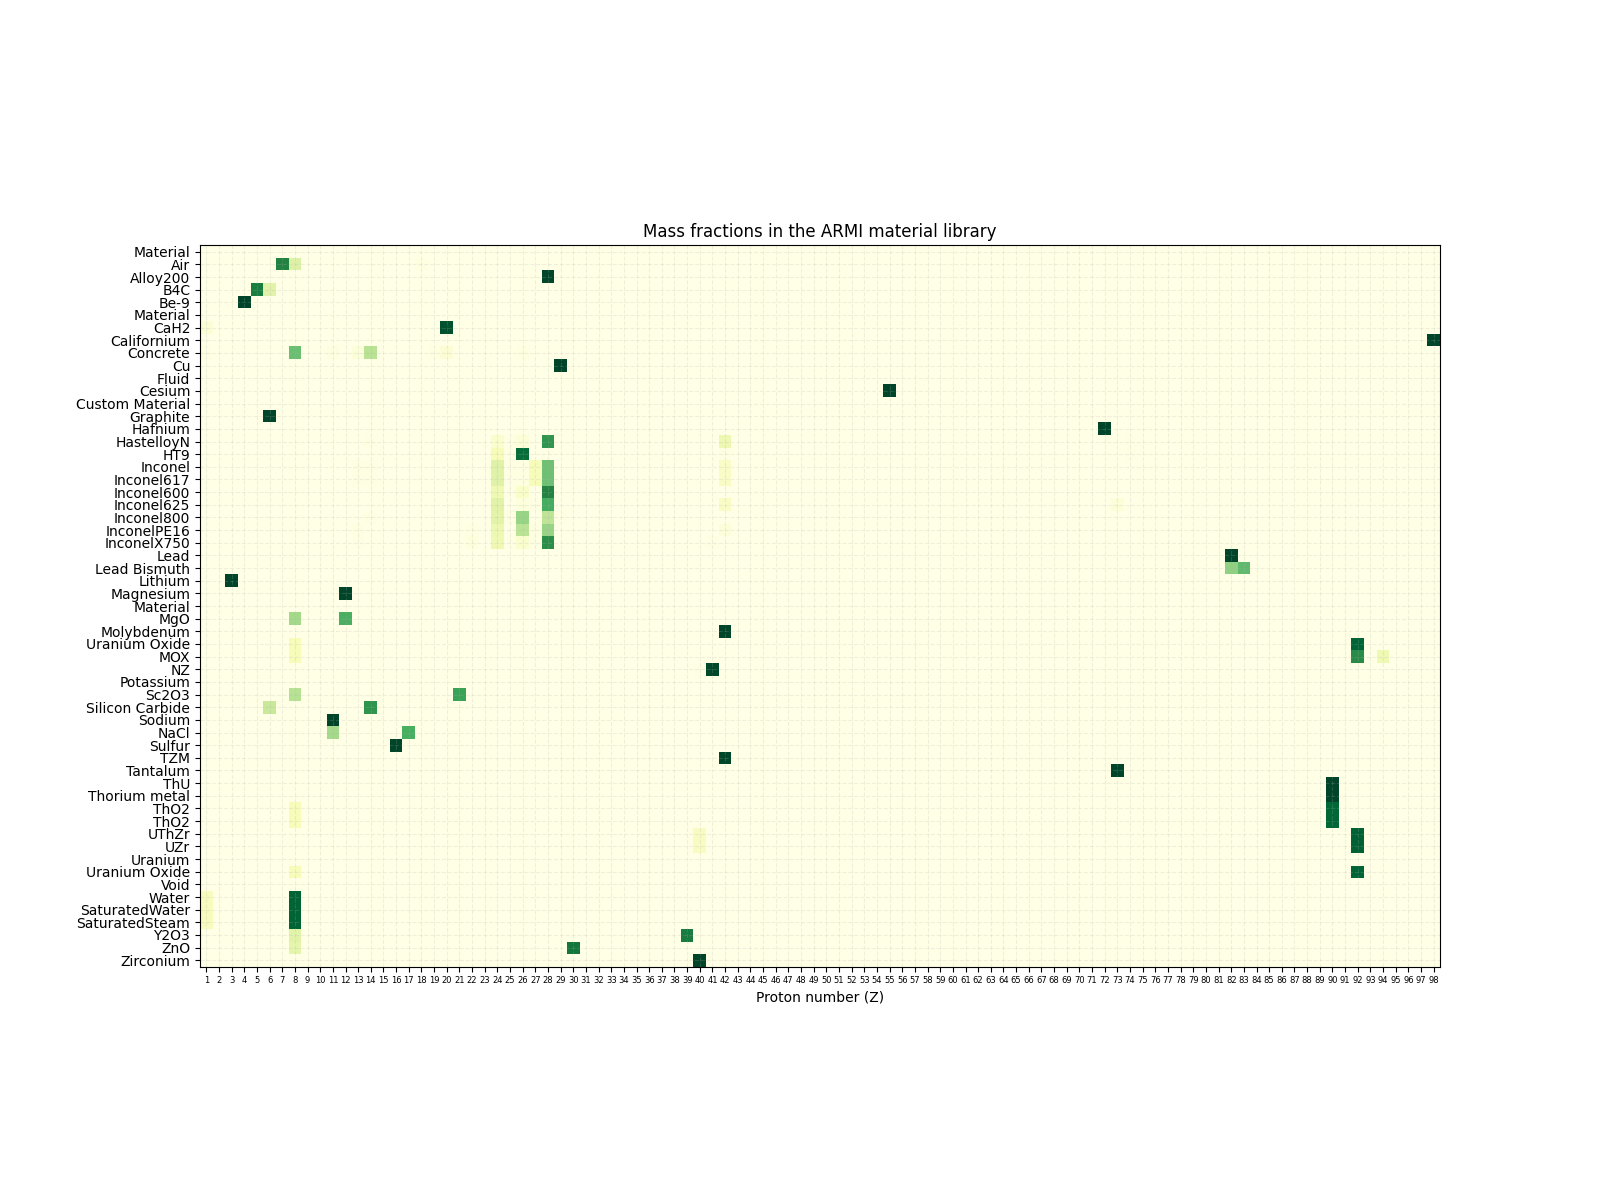 Mass fractions in the ARMI material library
Material
Air
Alloy200
B4C
Be-9
Material
CaH2
Californium
Concrete
Cu
Fluid
Cesium
Custom Material
Graphite
Hafnium
HastelloyN
HT9
Inconel
Inconel617
Inconel600
Inconel625
Inconel800
InconelPE16
InconelX750
Lead
Lead Bismuth
Lithium
Magnesium
Material
MgO
Molybdenum
Uranium Oxide
MOX
NZ
Potassium
Sc2O3
Silicon Carbide
Sodium
NaCl
Sulfur
TZM
Tantalum
ThU
Thorium metal
ThO2
ThO2
UThZr
UZr
Uranium
Uranium Oxide
Void
Water
SaturatedWater
SaturatedSteam
Y2O3
ZnO
Zirconium
1 2 3 4 5 6 7 8 9 10 11 12 13 14 15 16 17 18 19 20 21 22 23 24 25 26 27 28 29 30 31 32 33 34 35 36 37 38 39 40 41 42 43 44 45 46 47 48 49 50 51 52 53 54 55 56 57 58 59 60 61 62 63 64 65 66 67 68 69 70 71 72 73 74 75 76 77 78 79 80 81 82 83 84 85 86 87 88 89 90 91 92 93 94 95 96 97 98
Proton number (Z)